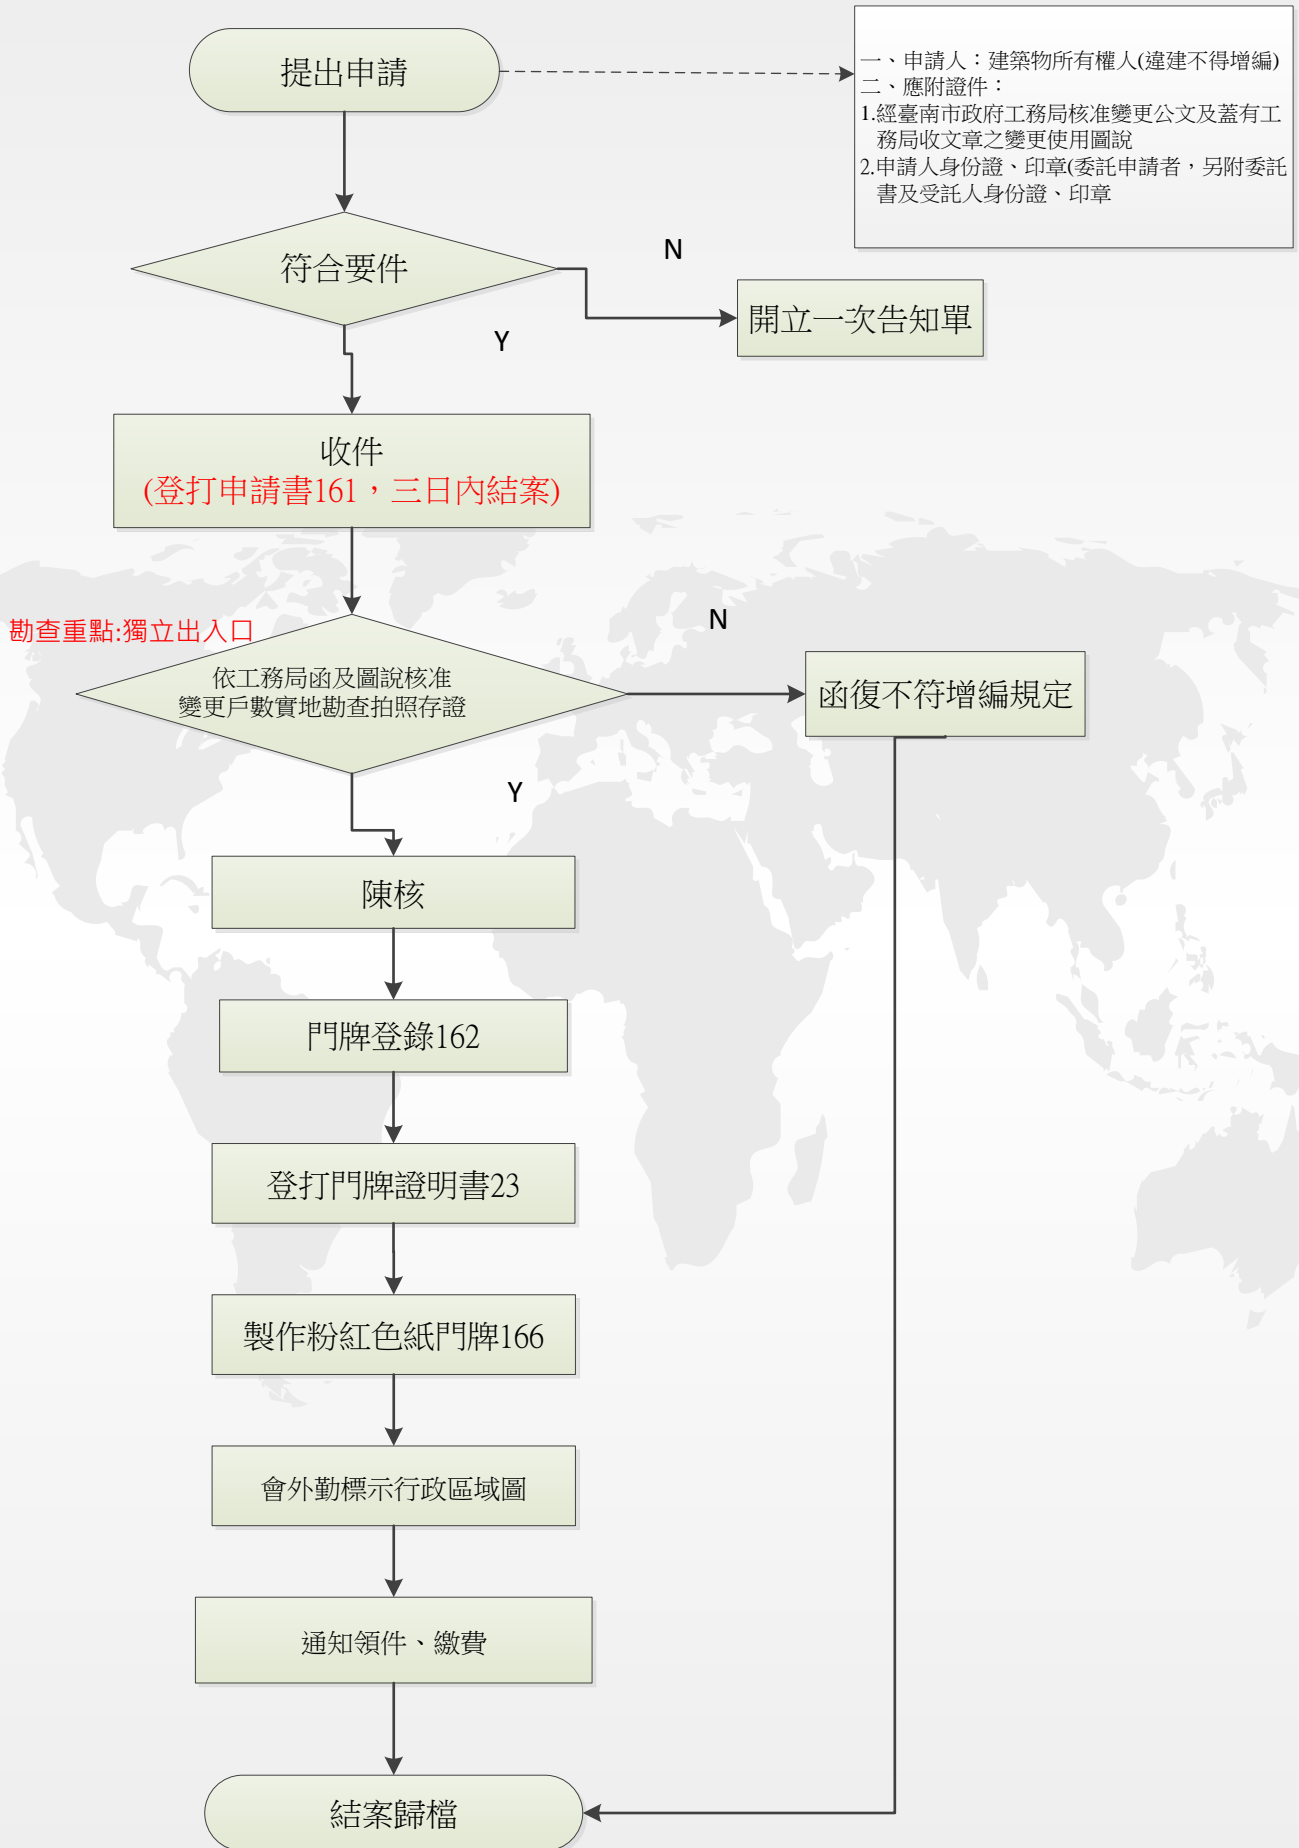 提出申請
一、申請人：建築物所有權人(違建不得增編)
二、應附證件：
1.經臺南市政府工務局核准變更公文及蓋有工
務局收文章之變更使用圖說
2.申請人身份證、印章(委託申請者，另附委託
書及受託人身份證、印章
符合要件
N
開立一次告知單
Y
收件
(登打申請書161，三日內結案)
勘查重點:獨立出入口
N
依工務局函及圖說核准
變更戶數實地勘查拍照存證
函復不符增編規定
Y
陳核
門牌登錄162
登打門牌證明書23
製作粉紅色紙門牌166
會外勤標示行政區域圖
通知領件、繳費
結案歸檔